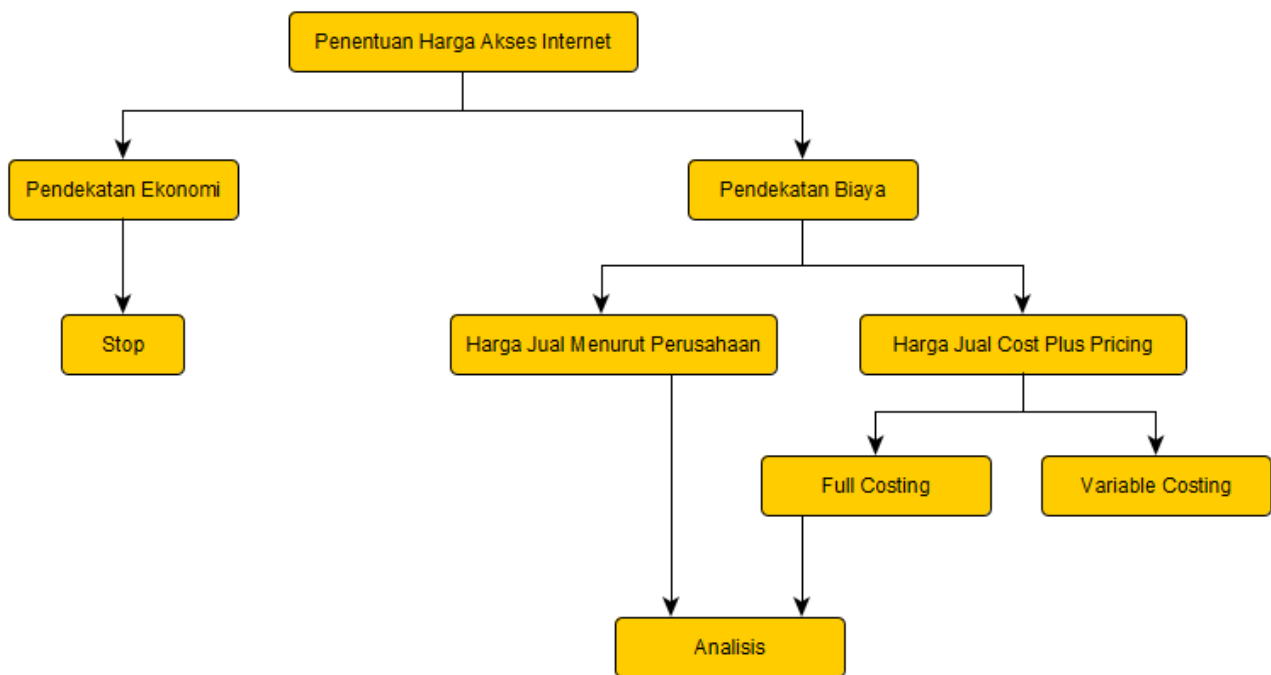 Penentuan Harga Akses Internet
Pendekatan Ekonomi
Pendekatan Biaya
Stop
Harga Jual Menurut Perusahaan
Harga Jual Cost Plus Pricing
Full Costing
Variable Costing
Analisis